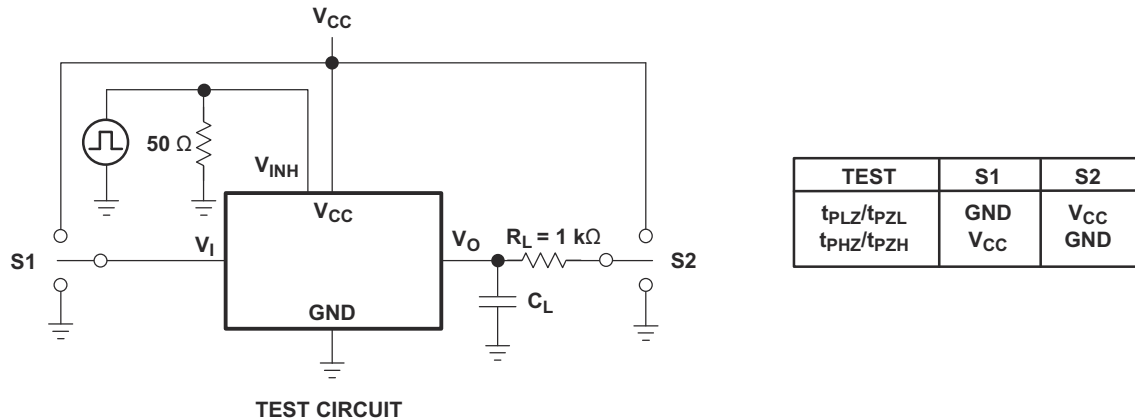 VCC
50 Ω
VINH
VCC
S1
VI
VO
RL = 1 kΩ
S2
CL
GND
TEST CIRCUIT
TEST S1 S2
tPLZ/tPZL GND VCC
tPHZ/tPZH VCC GND